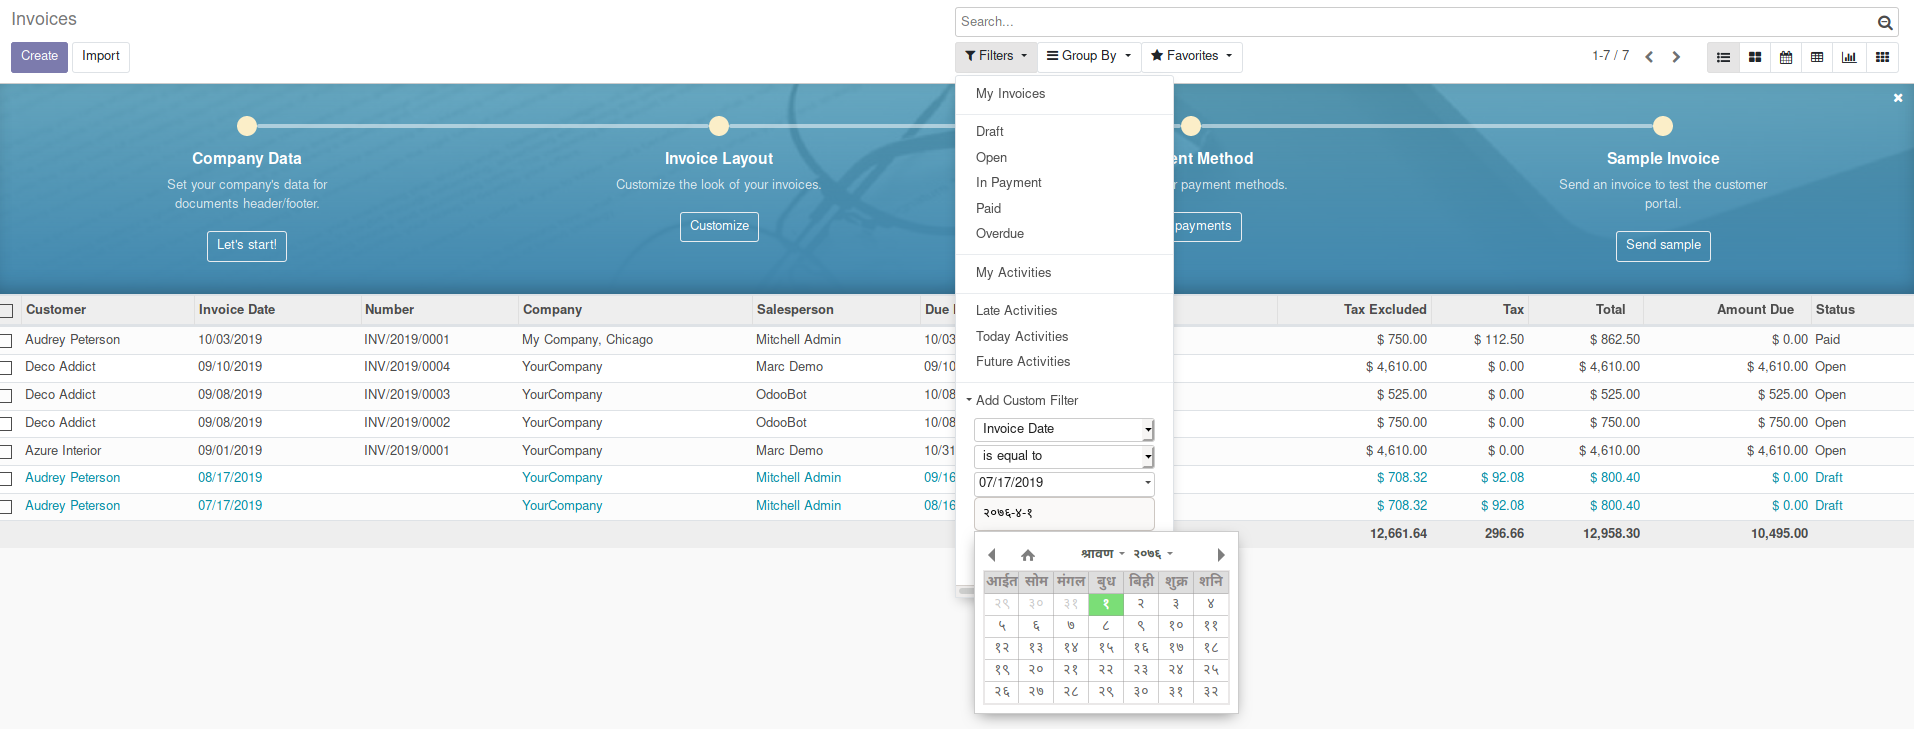 Invoices
Search...
Create Import
Filters Group By Favorites
1-7 / 7
My Invoices
Draft
Open
In Payment
Paid
Overdue
My Activities
Late Activities
Today Activities
Future Activities
Add Custom Filter
Invoice Date
is equal to
07/17/2019
२०७६-४-१
श्रावण २०७६
आईत सोम मंगल बुध बिही शुक्र शनि
२९ ३० ३१ १ २ ३ ४
५ ६ ७ ८ ९ १० ११
१२ १३ १४ १५ १६ १७ १८
१९ २० २१ २२ २३ २४ २५
२६ २७ २८ २९ ३० ३१ ३२
Company Data
Set your company's data for
documents header/footer.
Let's start!
Invoice Layout
Customize the look of your invoices.
Customize
ent Method
r payment methods.
payments
Sample Invoice
Send an invoice to test the customer
portal.
Send sample
Customer Invoice Date Number Company Salesperson Due Tax Excluded Tax Total Amount Due Status
Audrey Peterson 10/03/2019 INV/2019/0001 My Company, Chicago Mitchell Admin 10/03 $ 750.00 $ 112.50 $ 862.50 $ 0.00 Paid
Deco Addict 09/10/2019 INV/2019/0004 YourCompany Marc Demo 09/10 $ 4,610.00 $ 0.00 $ 4,610.00 $ 4,610.00 Open
Deco Addict 09/08/2019 INV/2019/0003 YourCompany OdooBot 10/08 $ 525.00 $ 0.00 $ 525.00 $ 525.00 Open
Deco Addict 09/08/2019 INV/2019/0002 YourCompany OdooBot 10/08 $ 750.00 $ 0.00 $ 750.00 $ 750.00 Open
Azure Interior 09/01/2019 INV/2019/0001 YourCompany Marc Demo 10/31 $ 4,610.00 $ 0.00 $ 4,610.00 $ 4,610.00 Open
Audrey Peterson 08/17/2019 YourCompany Mitchell Admin 09/16 $ 708.32 $ 92.08 $ 800.40 $ 0.00 Draft
Audrey Peterson 07/17/2019 YourCompany Mitchell Admin 08/16 $ 708.32 $ 92.08 $ 800.40 $ 0.00 Draft
12,661.64 296.66 12,958.30 10,495.00